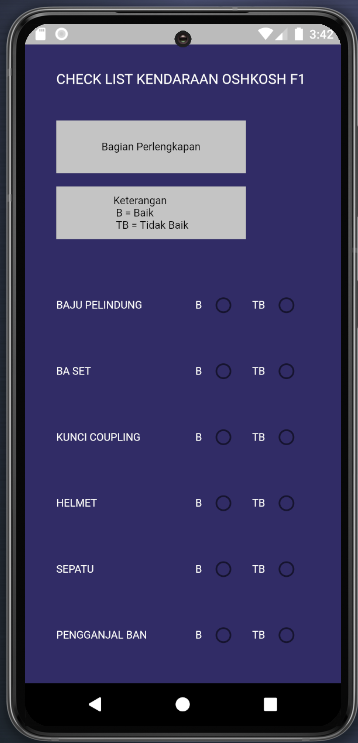 3:42
CHECK LIST KENDARAAN OSHKOSH F1
Bagian Perlengkapan
Keterangan
B = Baik
TB = Tidak Baik
BAJU PELINDUNG B TB
BA SET B TB
KUNCI COUPLING B TB
HELMET B TB
SEPATU B TB
PENGGANJAL BAN B TB